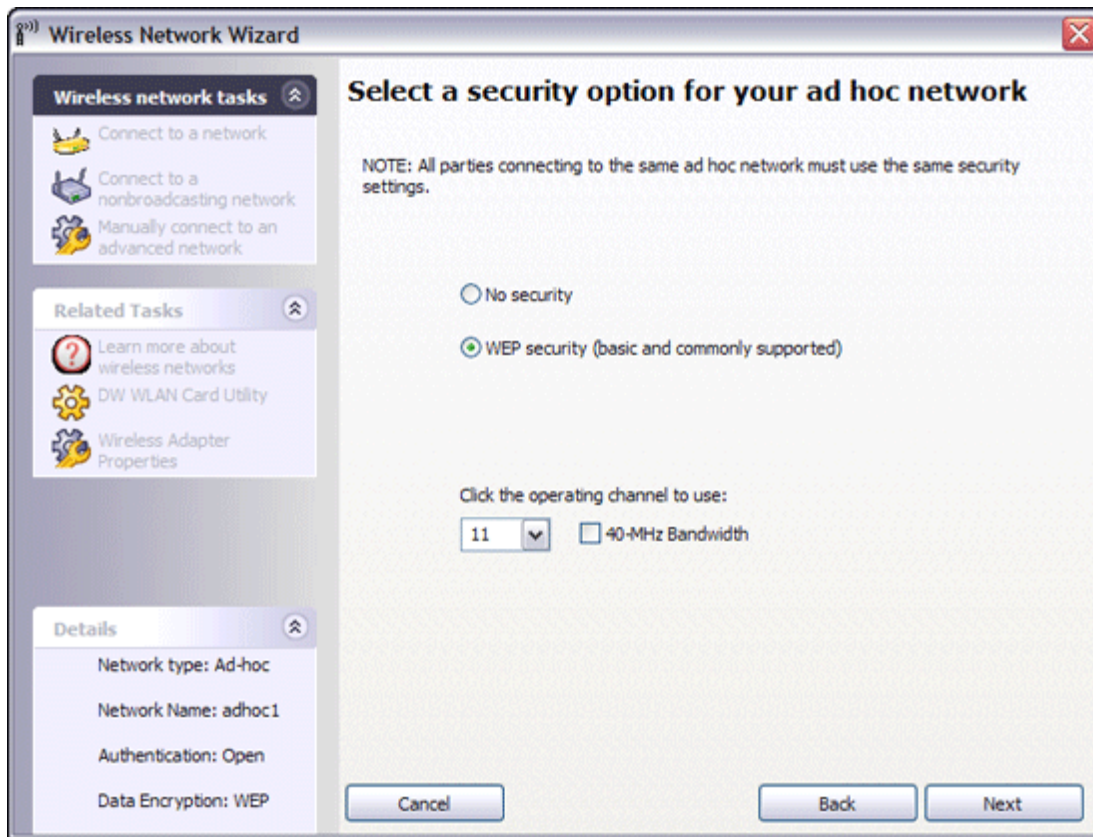 Wireless Network Wizard
Wireless network tasks
Connect to a network
Connect to a
nonbroadcasting network
Manually connect to an
advanced network
Related Tasks
Learn more about
wireless networks
DW WLAN Card Utility
Wireless Adapter
Properties
Details
Network type: Ad-hoc
Network Name: adhoc1
Authentication: Open
Data Encryption: WEP
Select a security option for your ad hoc network
NOTE: All parties connecting to the same ad hoc network must use the same security
settings.
No security
WEP security (basic and commonly supported)
Click the operating channel to use:
11 40-MHz Bandwidth
Cancel Back Next